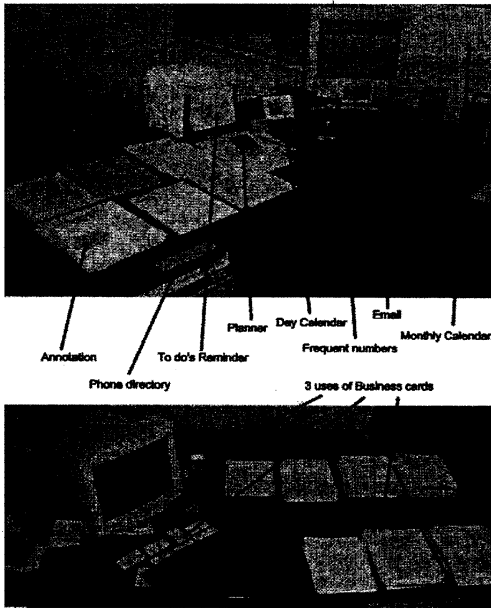 Annotation
Phone directory
To do's Reminder
Planner
Day Calendar
Frequent numbers
Email
Monthly Calendar
3 uses of Business cards